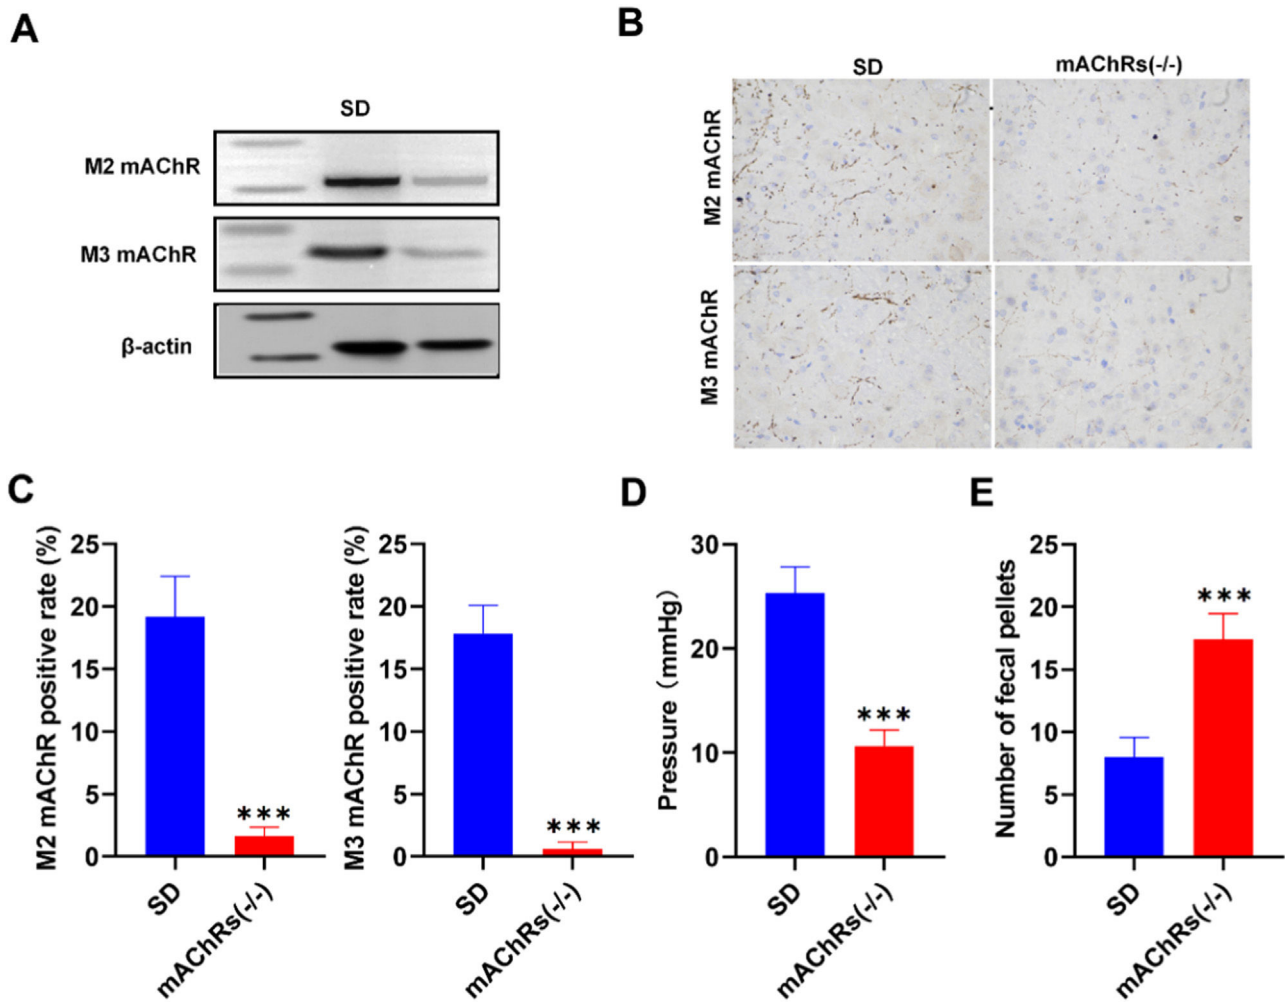 A
SD
M2 mAChR
M3 mAChR
β-actin
B
SD
mAChRs(-/-)
M2 mAChR
M3 mAChR
C
M2 mAChR positive rate (%)
25
20
15
10
5
0
***
SD
mAChRs(-/-)
M3 mAChR positive rate (%)
25
20
15
10
5
0
***
SD
mAChRs(-/-)
D
Pressure（mmHg）
30
20
10
0
***
SD
mAChRs(-/-)
E
Number of fecal pellets
25
20
15
10
5
0
***
SD
mAChRs(-/-)